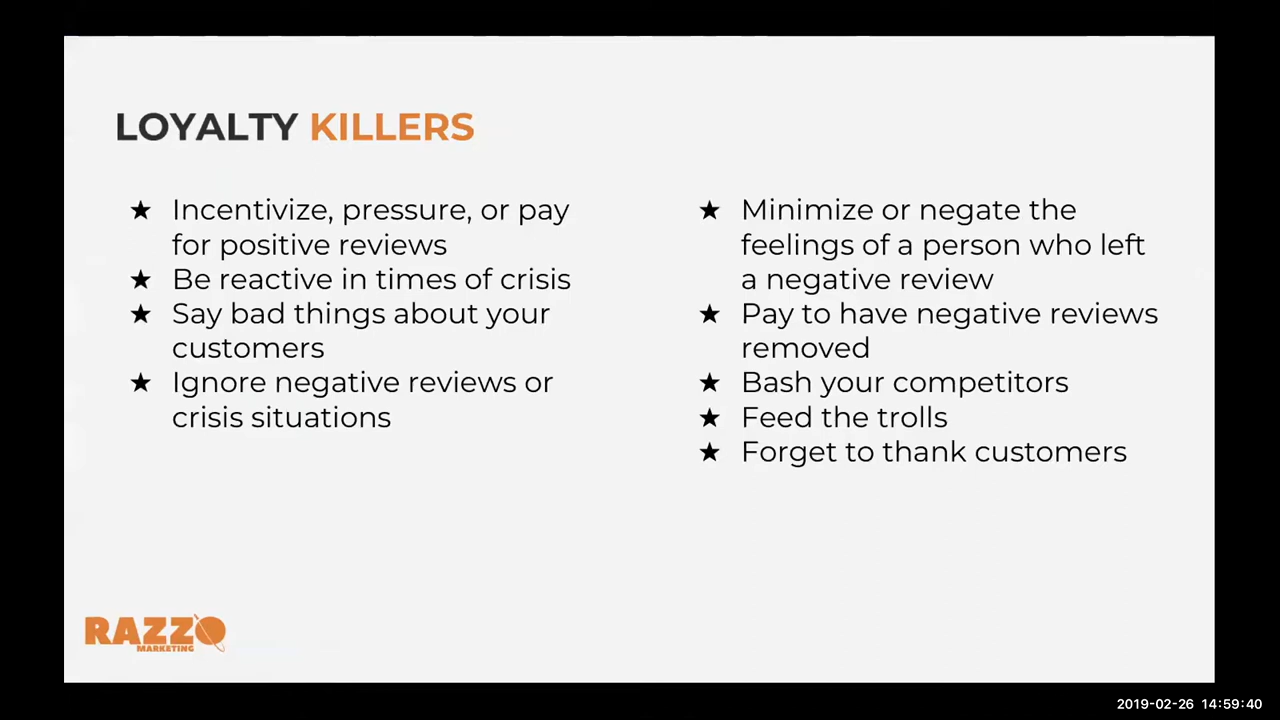 LOYALTY KILLERS
★ Incentivize, pressure, or pay
for positive reviews
★ Be reactive in times of crisis
★ Say bad things about your
customers
★ Ignore negative reviews or
crisis situations
★ Minimize or negate the
feelings of a person who left
a negative review
★ Pay to have negative reviews
removed
★ Bash your competitors
★ Feed the trolls
★ Forget to thank customers
RAZZO
MARKETING
2019-02-26 14:59:40